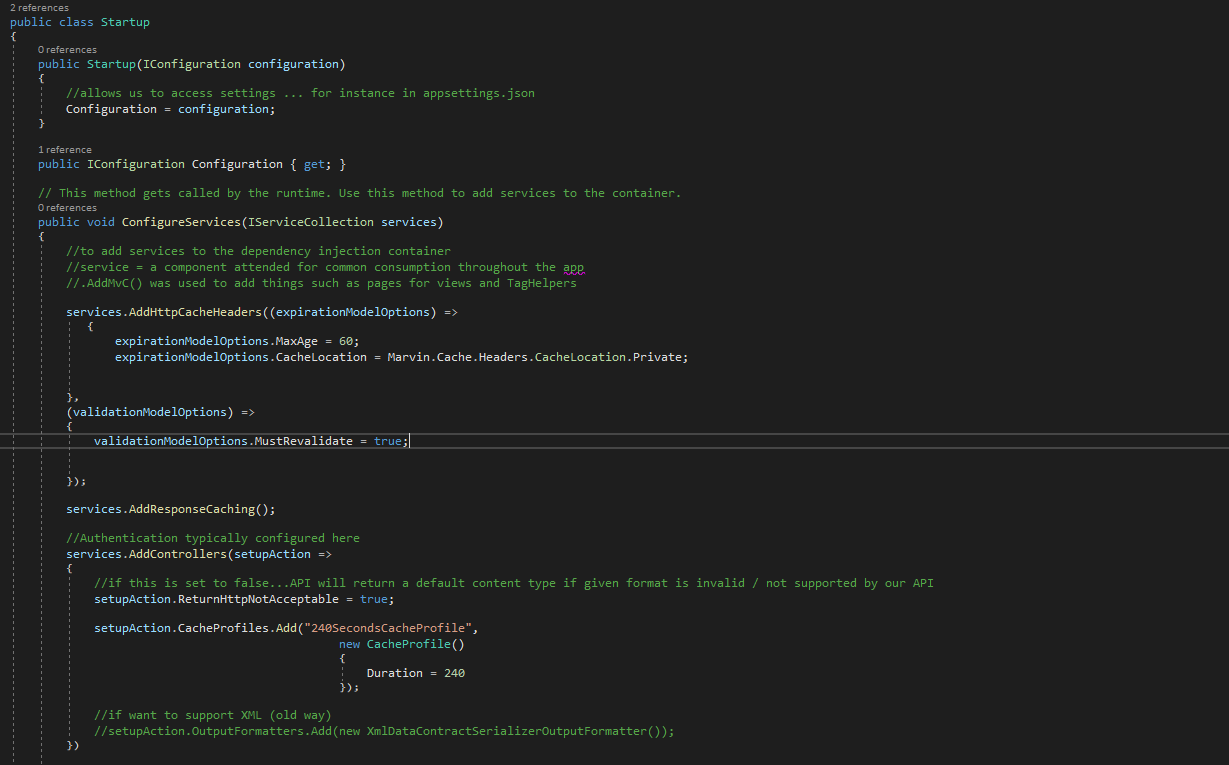 2 references
public class Startup
{
0 references
public Startup(IConfiguration configuration)
{
//allows us to access settings ... for instance in appsettings.json
Configuration = configuration;
}
1 reference
public IConfiguration Configuration { get; }
// This method gets called by the runtime. Use this method to add services to the container.
0 references
public void ConfigureServices(IServiceCollection services)
{
//to add services to the dependency injection container
//service = a component attended for common consumption throughout the app
//.AddMvC() was used to add things such as pages for views and TagHelpers
services.AddHttpCacheHeaders((expirationModelOptions) =>
{
expirationModelOptions.MaxAge = 60;
expirationModelOptions.CacheLocation = Marvin.Cache.Headers.CacheLocation.Private;
},
(validationModelOptions) =>
{
validationModelOptions.MustRevalidate = true;
});
services.AddResponseCaching();
//Authentication typically configured here
services.AddControllers(setupAction =>
{
//if this is set to false...API will return a default content type if given format is invalid / not supported by our API
setupAction.ReturnHttpNotAcceptable = true;
setupAction.CacheProfiles.Add("240SecondsCacheProfile",
new CacheProfile()
{
Duration = 240
});
//if want to support XML (old way)
//setupAction.OutputFormatters.Add(new XmlDataContractSerializerOutputFormatter());
})